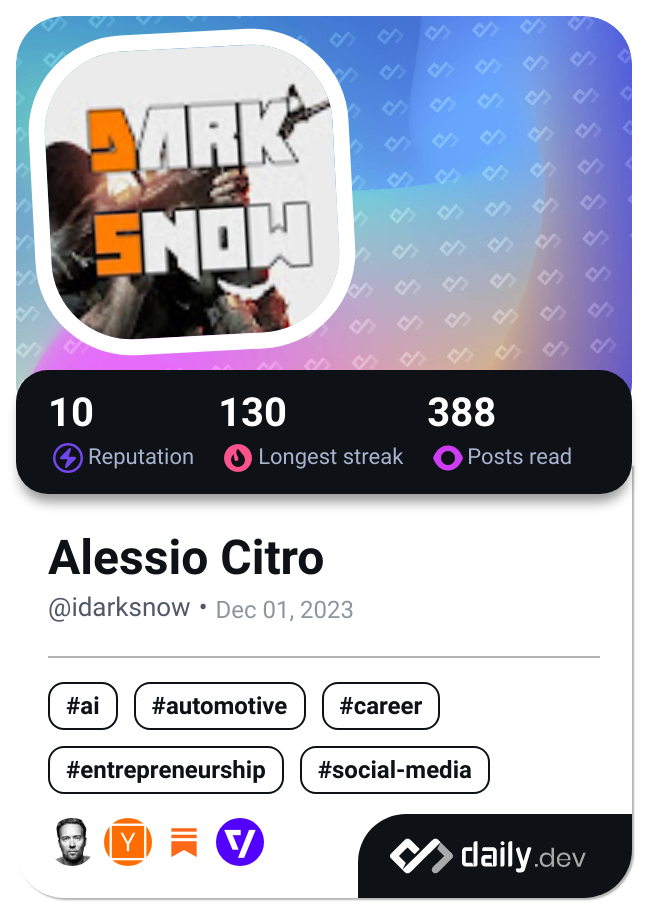 DARK
SNOW
10
130
388
Reputation
Longest streak
Posts read
Alessio Citro
@idarksnow • Dec 01, 2023
#ai
#automotive
#career
#entrepreneurship
#social-media
Y
daily.dev